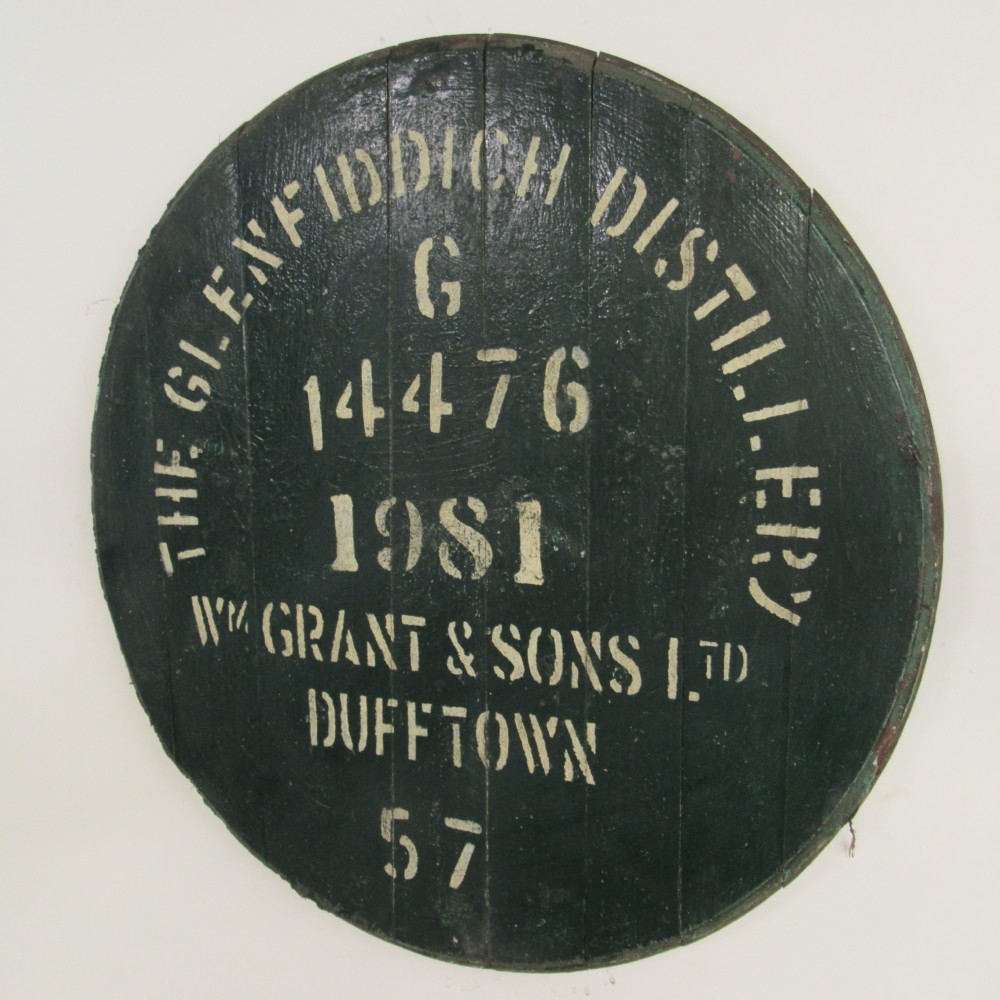 THE GLENFIDDICH DISTILLERY
G
14476
1981
WM GRANT & SONS LTD
DUFFTOWN
57